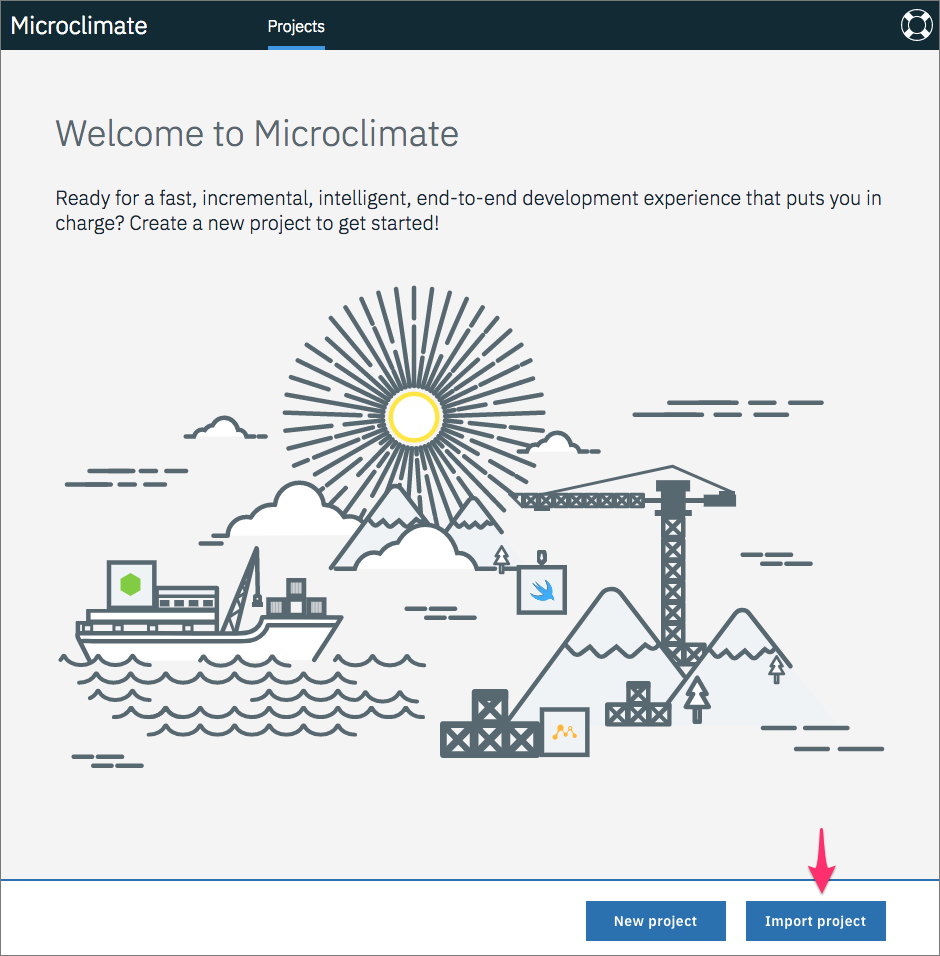 Microclimate
Projects
Welcome to Microclimate
Ready for a fast, incremental, intelligent, end-to-end development experience that puts you in
charge? Create a new project to get started!
New project
Import project